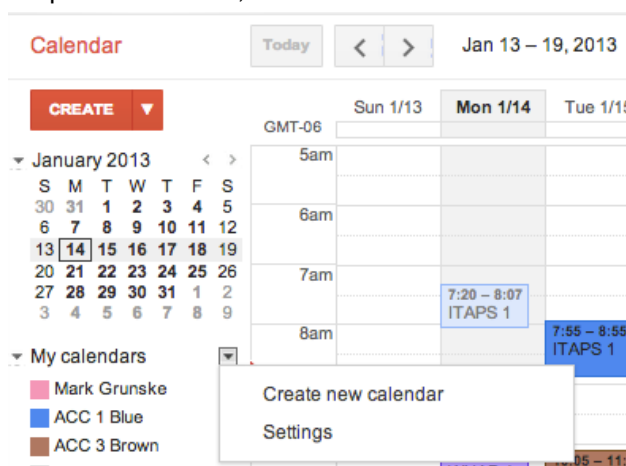 Calendar
Today < > Jan 13 – 19, 2013
CREATE
Sun 1/13 Mon 1/14 Tue 1/15
GMT-06
January 2013 < >
S M T W T F S
30 31 1 2 3 4 5
6 7 8 9 10 11 12
13 14 15 16 17 18 19
20 21 22 23 24 25 26
27 28 29 30 31 1 2
3 4 5 6 7 8 9
5am
6am
7am
7:20 – 8:07
ITAPS 1
8am
7:55 – 8:55
ITAPS 1
My calendars
Mark Grunske
ACC 1 Blue
ACC 3 Brown
Create new calendar
Settings